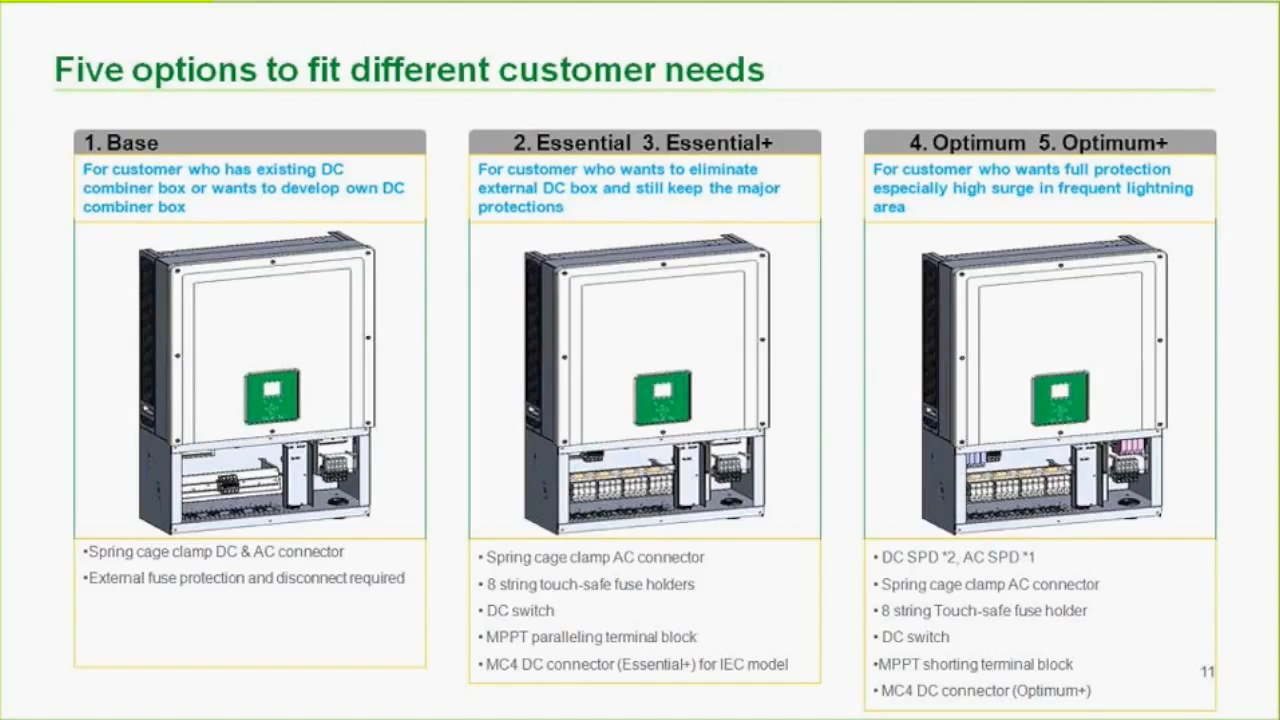 Five options to fit different customer needs
1. Base
For customer who has existing DC
combiner box or wants to develop own DC
combiner box
•Spring cage clamp DC & AC connector
•External fuse protection and disconnect required
2. Essential 3. Essential+
For customer who wants to eliminate
external DC box and still keep the major
protections
• Spring cage clamp AC connector
• 8 string touch-safe fuse holders
• DC switch
• MPPT paralleling terminal block
• MC4 DC connector (Essential+) for IEC model
4. Optimum 5. Optimum+
For customer who wants full protection
especially high surge in frequent lightning
area
• DC SPD *2, AC SPD *1
• Spring cage clamp AC connector
• 8 string Touch-safe fuse holder
• DC switch
•MPPT shorting terminal block
• MC4 DC connector (Optimum+)
11